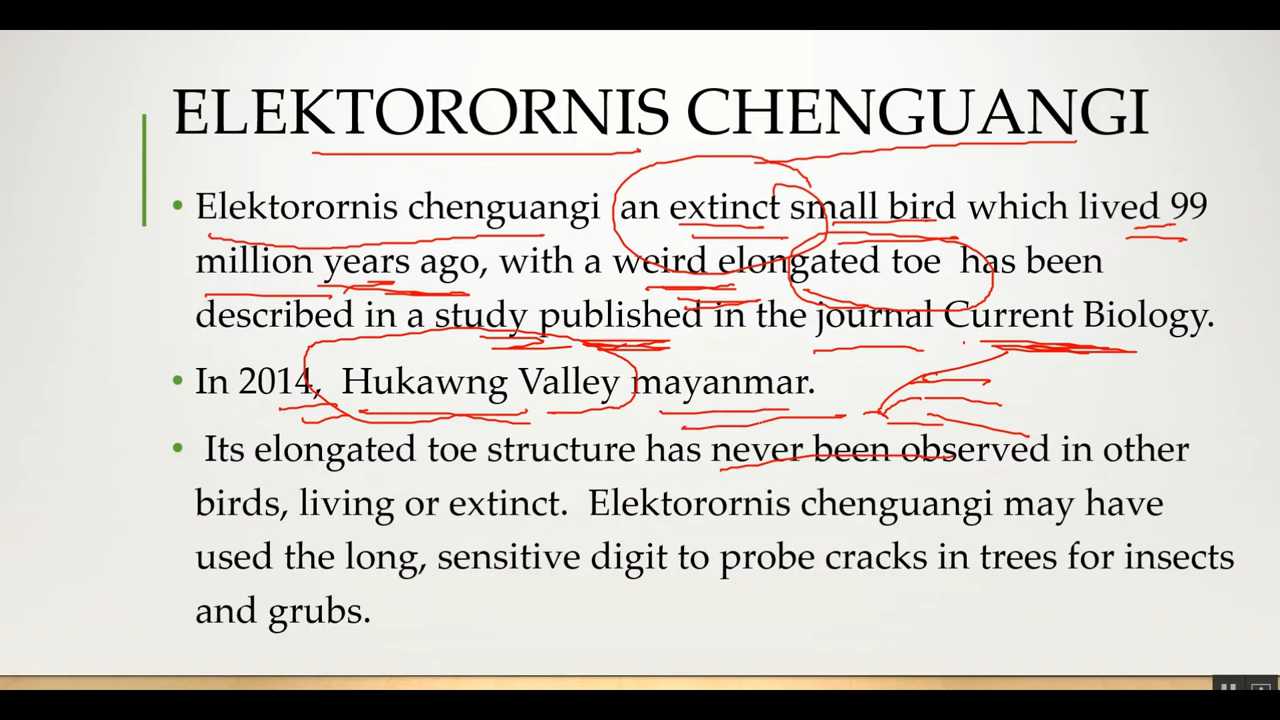 ELEKTORORNIS CHENGUANGI
• Elektorornis chenguangi an extinct small bird which lived 99
million years ago, with a weird elongated toe has been
described in a study published in the journal Current Biology.
• In 2014, Hukawng Valley mayanmar.
• Its elongated toe structure has never been observed in other
birds, living or extinct. Elektorornis chenguangi may have
used the long, sensitive digit to probe cracks in trees for insects
and grubs.